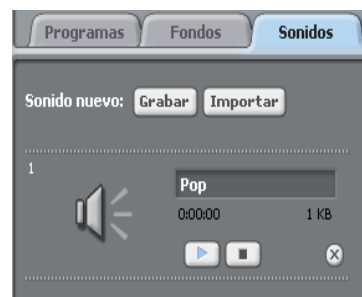 Programas Fondos Sonidos
Sonido nuevo: Grabar Importar
1
Pop
0:00:00 1 KB